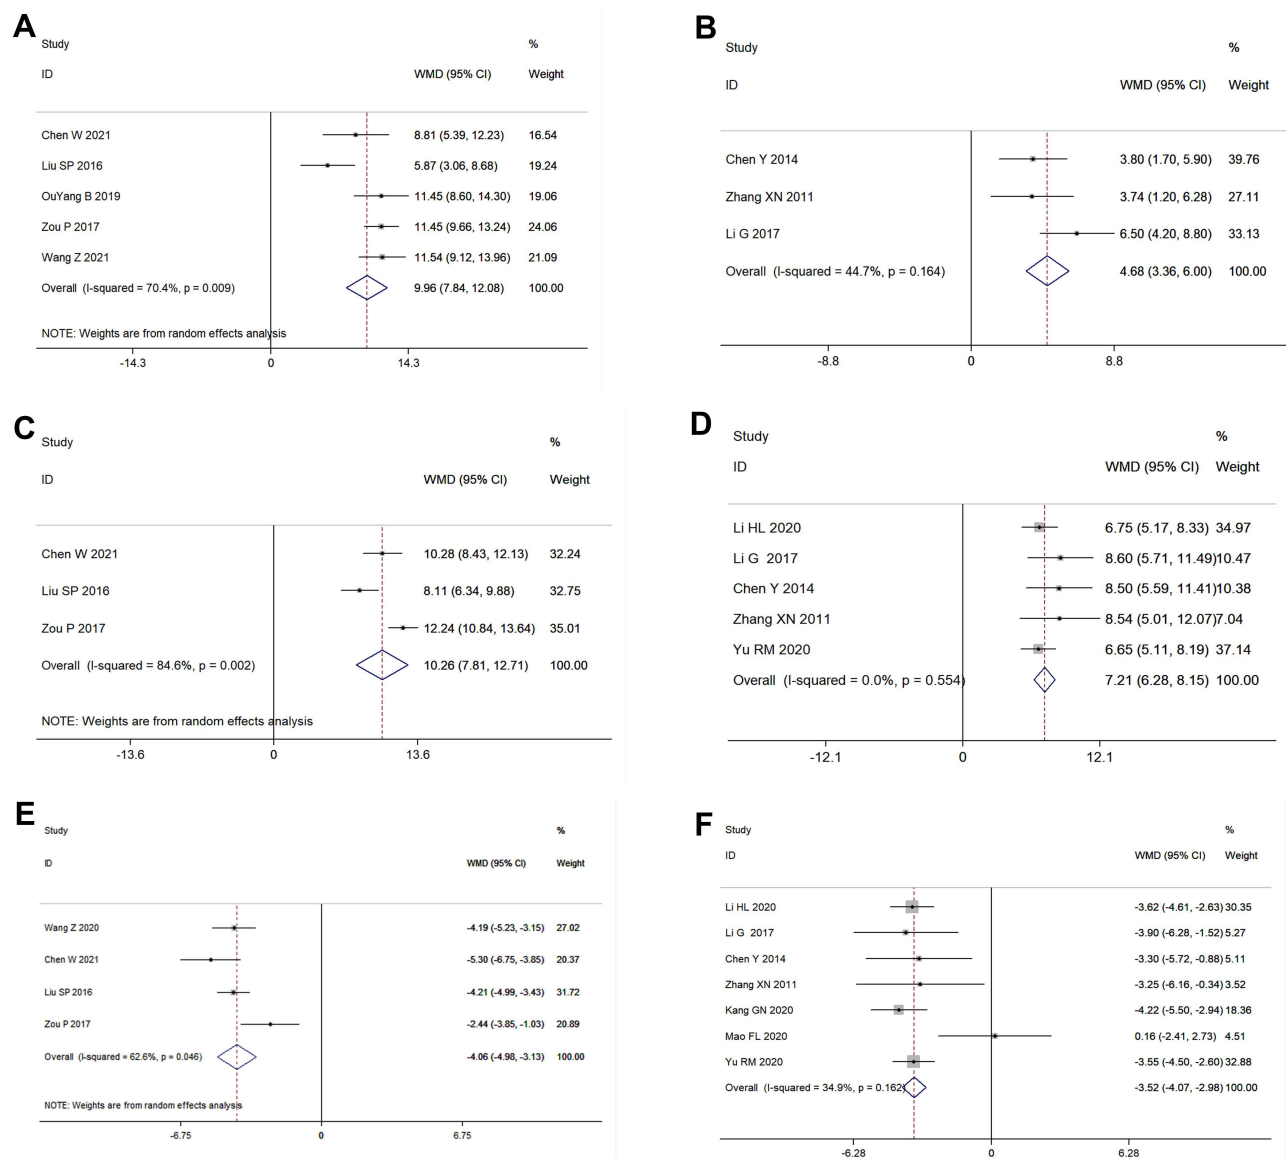 A
Study %
ID WMD (95% CI) Weight
Chen W 2021 8.81 (5.39, 12.23) 16.54
Liu SP 2016 5.87 (3.06, 8.68) 19.24
OuYang B 2019 11.45 (8.60, 14.30) 19.06
Zou P 2017 11.45 (9.66, 13.24) 24.06
Wang Z 2021 11.54 (9.12, 13.96) 21.09
Overall (I-squared = 70.4%, p = 0.009) 9.96 (7.84, 12.08) 100.00
NOTE: Weights are from random effects analysis
-14.3 0 14.3
B
Study %
ID WMD (95% CI) Weight
Chen Y 2014 3.80 (1.70, 5.90) 39.76
Zhang XN 2011 3.74 (1.20, 6.28) 27.11
Li G 2017 6.50 (4.20, 8.80) 33.13
Overall (I-squared = 44.7%, p = 0.164) 4.68 (3.36, 6.00) 100.00
-8.8 0 8.8
C
Study %
ID WMD (95% CI) Weight
Chen W 2021 10.28 (8.43, 12.13) 32.24
Liu SP 2016 8.11 (6.34, 9.88) 32.75
Zou P 2017 12.24 (10.84, 13.64) 35.01
Overall (I-squared = 84.6%, p = 0.002) 10.26 (7.81, 12.71) 100.00
NOTE: Weights are from random effects analysis
-13.6 0 13.6
D
Study %
ID WMD (95% CI) Weight
Li HL 2020 6.75 (5.17, 8.33) 34.97
Li G 2017 8.60 (5.71, 11.49) 10.47
Chen Y 2014 8.50 (5.59, 11.41) 10.38
Zhang XN 2011 8.54 (5.01, 12.07) 7.04
Yu RM 2020 6.65 (5.11, 8.19) 37.14
Overall (I-squared = 0.0%, p = 0.554) 7.21 (6.28, 8.15) 100.00
-12.1 0 12.1
E
Study %
ID WMD (95% CI) Weight
Wang Z 2020 -4.19 (-5.23, -3.15) 27.02
Chen W 2021 -5.30 (-6.75, -3.85) 20.37
Liu SP 2016 -4.21 (-4.99, -3.43) 31.72
Zou P 2017 -2.44 (-3.85, -1.03) 20.89
Overall (I-squared = 62.6%, p = 0.046) -4.06 (-4.98, -3.13) 100.00
NOTE: Weights are from random effects analysis
-6.75 0 6.75
F
Study %
ID WMD (95% CI) Weight
Li HL 2020 -3.62 (-4.61, -2.63) 30.35
Li G 2017 -3.90 (-6.28, -1.52) 5.27
Chen Y 2014 -3.30 (-5.72, -0.88) 5.11
Zhang XN 2011 -3.25 (-6.16, -0.34) 3.52
Kang GN 2020 -4.22 (-5.50, -2.94) 18.36
Mao FL 2020 0.16 (-2.41, 2.73) 4.51
Yu RM 2020 -3.55 (-4.50, -2.60) 32.88
Overall (I-squared = 34.9%, p = 0.162) -3.52 (-4.07, -2.98) 100.00
-6.28 0 6.28